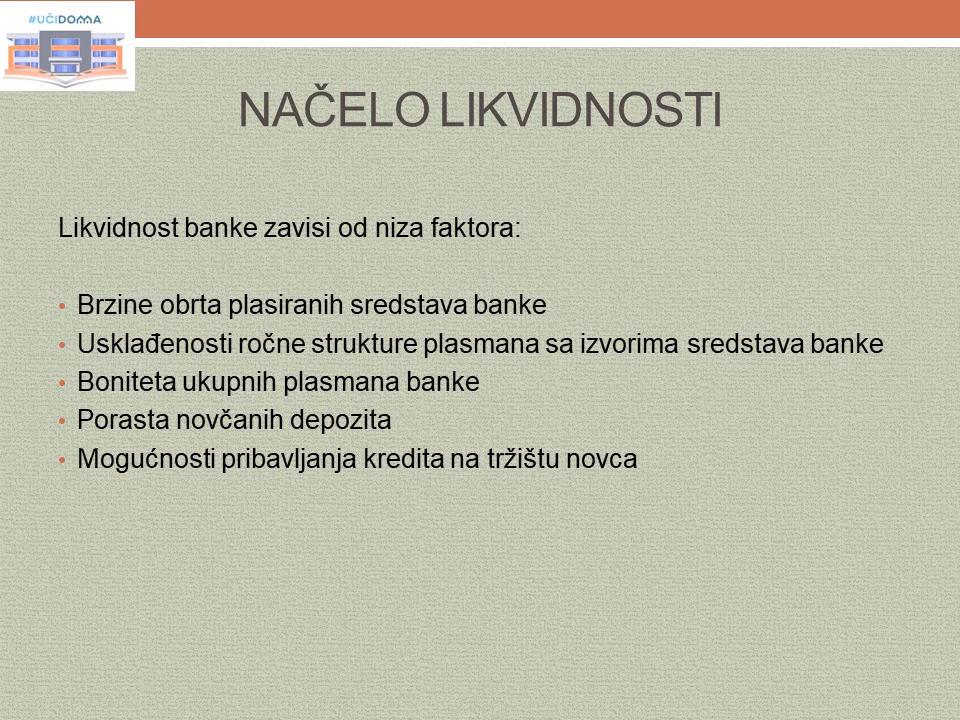 #UČIDOMA
NAČELO LIKVIDNOSTI
Likvidnost banke zavisi od niza faktora:
• Brzine obrta plasiranih sredstava banke
• Usklađenosti ročne strukture plasmana sa izvorima sredstava banke
• Boniteta ukupnih plasmana banke
• Porasta novčanih depozita
• Mogućnosti pribavljanja kredita na tržištu novca